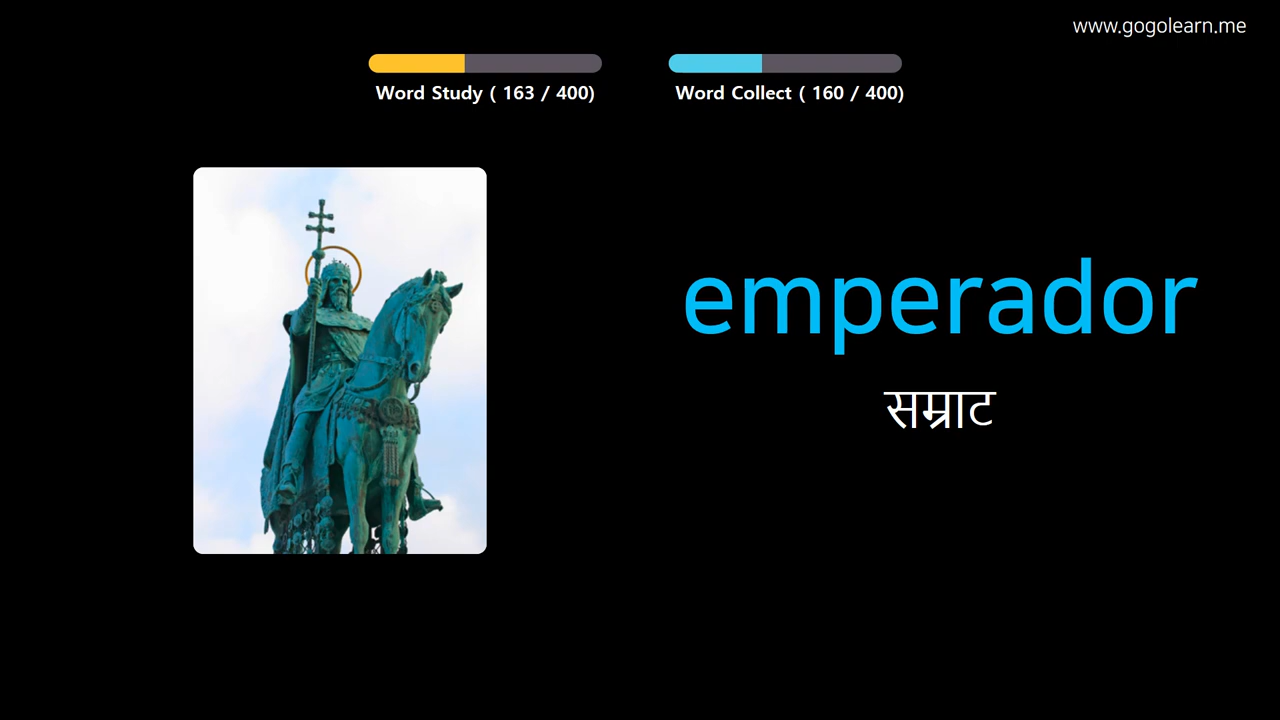 www.gogolearn.me
Word Study ( 163 / 400)
Word Collect ( 160 / 400)
emperador
सम्राट